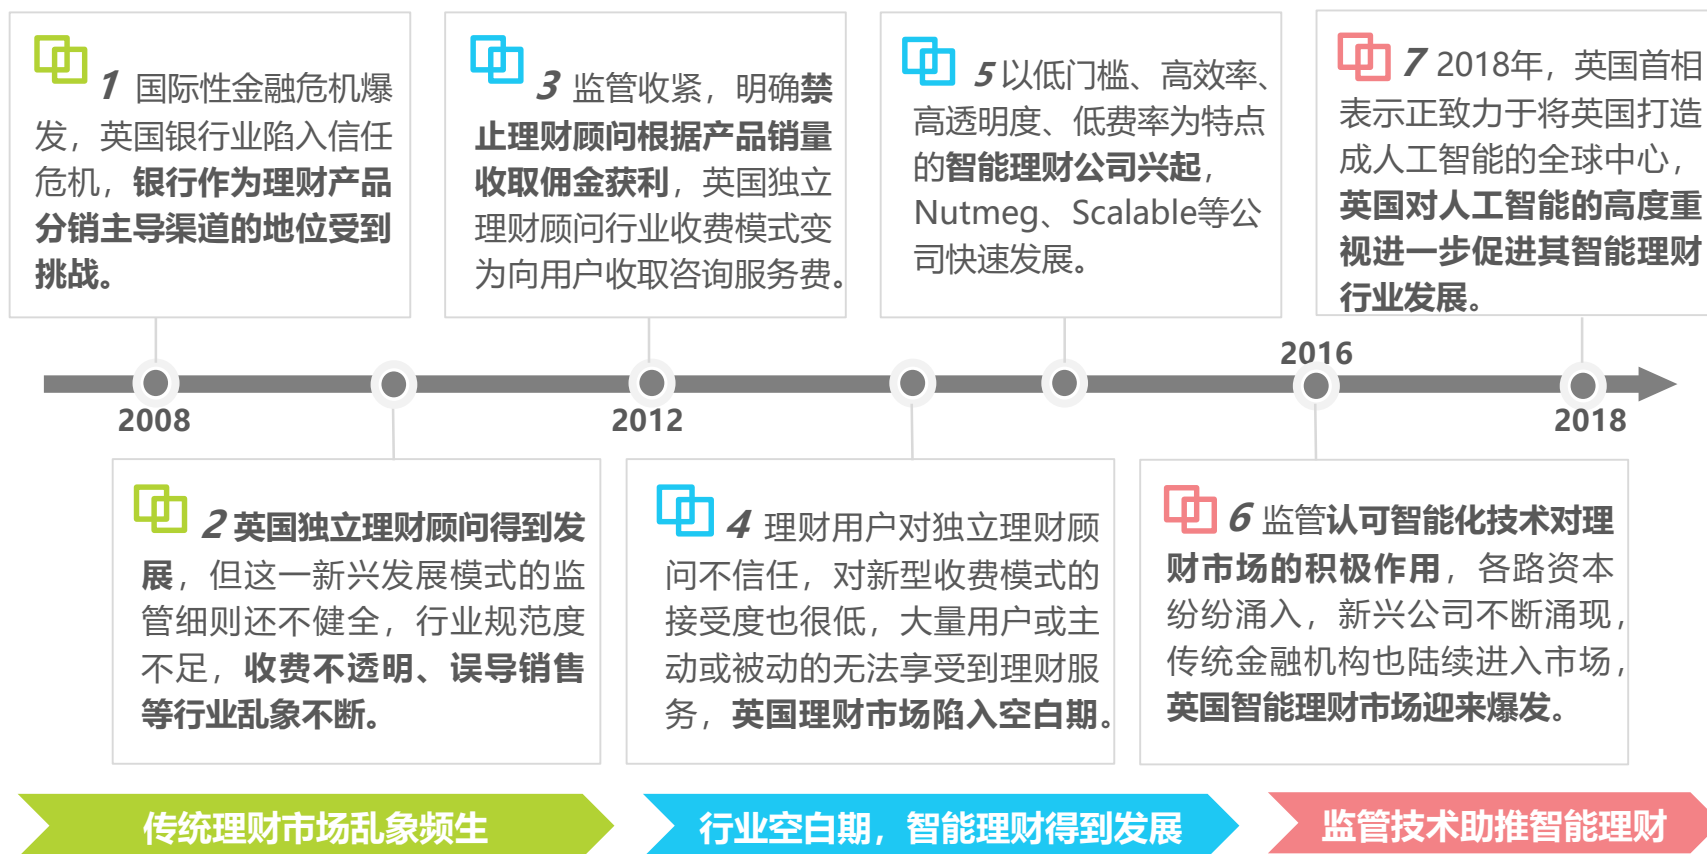 1 国际性金融危机爆
发，英国银行业陷入信任
危机，银行作为理财产品
分销主导渠道的地位受到
挑战。
3 监管收紧，明确禁
止理财顾问根据产品销量
收取佣金获利，英国独立
理财顾问行业收费模式变
为向用户收取咨询服务费。
5 以低门槛、高效率、
高透明度、低费率为特点
的智能理财公司兴起，
Nutmeg、Scalable等公
司快速发展。
7 2018年，英国首相
表示正致力于将英国打造
成人工智能的全球中心，
英国对人工智能的高度重
视进一步促进其智能理财
行业发展。
2008
2012
2016
2018
2 英国独立理财顾问得到发
展，但这一新兴发展模式的监
管细则还不健全，行业规范度
不足，收费不透明、误导销售
等行业乱象不断。
4 理财用户对独立理财顾
问不信任，对新型收费模式的
接受度也很低，大量用户或主
动或被动的无法享受到理财服
务，英国理财市场陷入空白期。
6 监管认可智能化技术对理
财市场的积极作用，各路资本
纷纷涌入，新兴公司不断涌现，
传统金融机构也陆续进入市场，
英国智能理财市场迎来爆发。
传统理财市场乱象频生
行业空白期，智能理财得到发展
监管技术助推智能理财